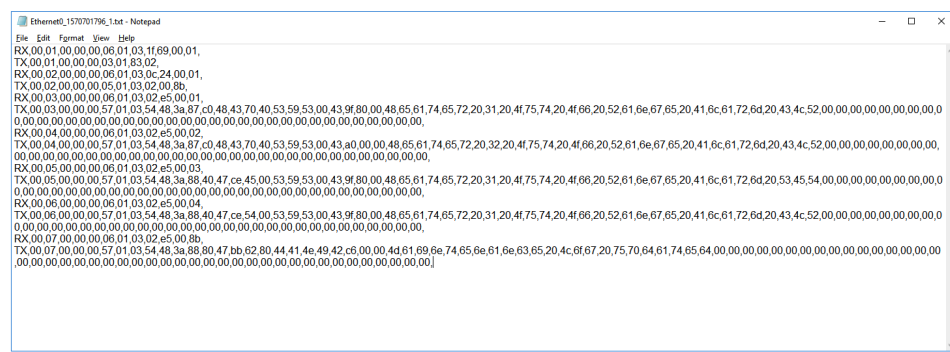 Ethernet0_1570701796_1.txt - Notepad
File Edit Format View Help
RX,00,01,00,00,00,06,01,03,1f,69,00,01,
TX,00,01,00,00,00,03,01,83,02,
RX,00,02,00,00,00,06,01,03,0c,24,00,01,
TX,00,02,00,00,00,05,01,03,02,00,8b,
RX,00,03,00,00,00,06,01,03,02,e5,00,01,
TX,00,03,00,00,00,57,01,03,54,48,3a,87,c0,48,43,70,40,53,59,53,00,43,9f,80,00,48,65,61,74,65,72,20,31,20,4f,75,74,20,4f,66,20,52,61,6e,67,65,20,41,6c,61,72,6d,20,43,4c,52,00,00,00,00,00,00,00,00,0
0,00,00,00,00,00,00,00,00,00,00,00,00,00,00,00,00,00,00,00,00,00,00,00,00,00,00,00,00,
RX,00,04,00,00,00,06,01,03,02,e5,00,02,
TX,00,04,00,00,00,57,01,03,54,48,3a,87,c0,48,43,70,40,53,59,53,00,43,a0,00,00,48,65,61,74,65,72,20,32,20,4f,75,74,20,4f,66,20,52,61,6e,67,65,20,41,6c,61,72,6d,20,43,4c,52,00,00,00,00,00,00,00,00,
00,00,00,00,00,00,00,00,00,00,00,00,00,00,00,00,00,00,00,00,00,00,00,00,00,00,00,00,00,
RX,00,05,00,00,00,06,01,03,02,e5,00,03,
TX,00,05,00,00,00,57,01,03,54,48,3a,88,40,47,ce,45,00,53,59,53,00,43,9f,80,00,48,65,61,74,65,72,20,31,20,4f,75,74,20,4f,66,20,52,61,6e,67,65,20,41,6c,61,72,6d,20,53,45,54,00,00,00,00,00,00,00,00,0
0,00,00,00,00,00,00,00,00,00,00,00,00,00,00,00,00,00,00,00,00,00,00,00,00,00,00,00,00,
RX,00,06,00,00,00,06,01,03,02,e5,00,04,
TX,00,06,00,00,00,57,01,03,54,48,3a,88,40,47,ce,54,00,53,59,53,00,43,9f,80,00,48,65,61,74,65,72,20,31,20,4f,75,74,20,4f,66,20,52,61,6e,67,65,20,41,6c,61,72,6d,20,43,4c,52,00,00,00,00,00,00,00,00,0
0,00,00,00,00,00,00,00,00,00,00,00,00,00,00,00,00,00,00,00,00,00,00,00,00,00,00,00,00,
RX,00,07,00,00,00,06,01,03,02,e5,00,8b,
TX,00,07,00,00,00,57,01,03,54,48,3a,88,80,47,bb,62,80,44,41,4e,49,42,c6,00,00,4d,61,69,6e,74,65,6e,61,6e,63,65,20,4c,6f,67,20,75,70,64,61,74,65,64,00,00,00,00,00,00,00,00,00,00,00,00,00,00,00,00
,00,00,00,00,00,00,00,00,00,00,00,00,00,00,00,00,00,00,00,00,00,00,00,00,00,00,00,00,00,